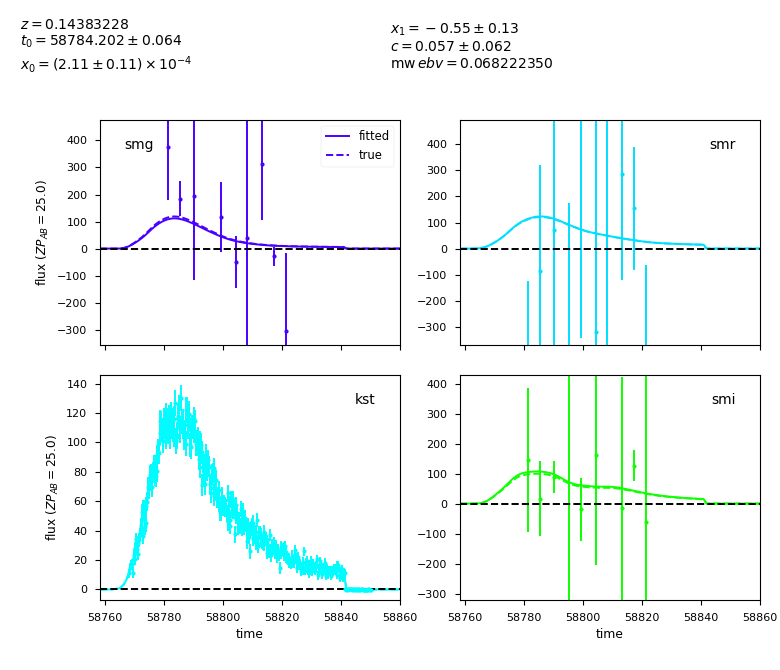 z = 0.14383228
t₀ = 58784.202 ± 0.064
x₀ = (2.11 ± 0.11) × 10⁻⁴
x₁ = −0.55 ± 0.13
c = 0.057 ± 0.062
mw ebv = 0.068222350
smg
fitted
true
400
300
200
100
0
−100
−200
−300
flux (ZP_AB = 25.0)
smr
400
300
200
100
0
−100
−200
−300
kst
140
120
100
80
60
40
20
0
flux (ZP_AB = 25.0)
58760 58780 58800 58820 58840 58860
time
smi
400
300
200
100
0
−100
−200
−300
58760 58780 58800 58820 58840 58860
time